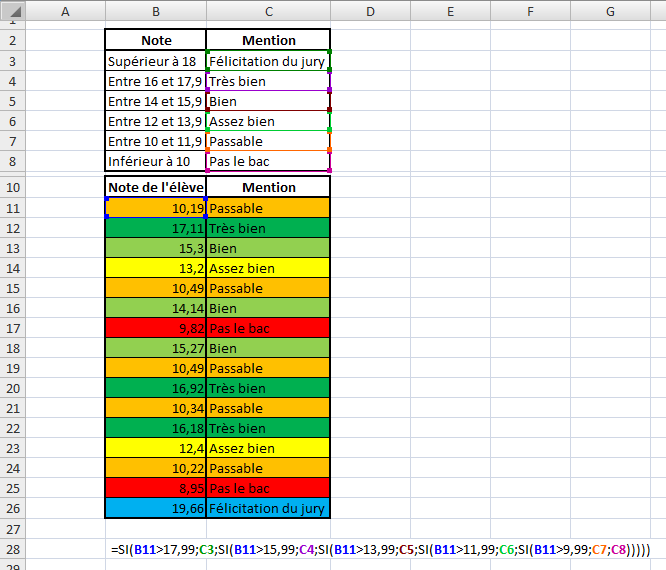 A B C D E F G
1
2 Note Mention
3 Supérieur à 18 Félicitation du jury
4 Entre 16 et 17,9 Très bien
5 Entre 14 et 15,9 Bien
6 Entre 12 et 13,9 Assez bien
7 Entre 10 et 11,9 Passable
8 Inférieur à 10 Pas le bac
10 Note de l'élève Mention
11 10,19 Passable
12 17,11 Très bien
13 15,3 Bien
14 13,2 Assez bien
15 10,49 Passable
16 14,14 Bien
17 9,82 Pas le bac
18 15,27 Bien
19 10,49 Passable
20 16,92 Très bien
21 10,34 Passable
22 16,18 Très bien
23 12,4 Assez bien
24 10,22 Passable
25 8,95 Pas le bac
26 19,66 Félicitation du jury
27
28 =SI(B11>17,99;C3;SI(B11>15,99;C4;SI(B11>13,99;C5;SI(B11>11,99;C6;SI(B11>9,99;C7;C8)))))
29